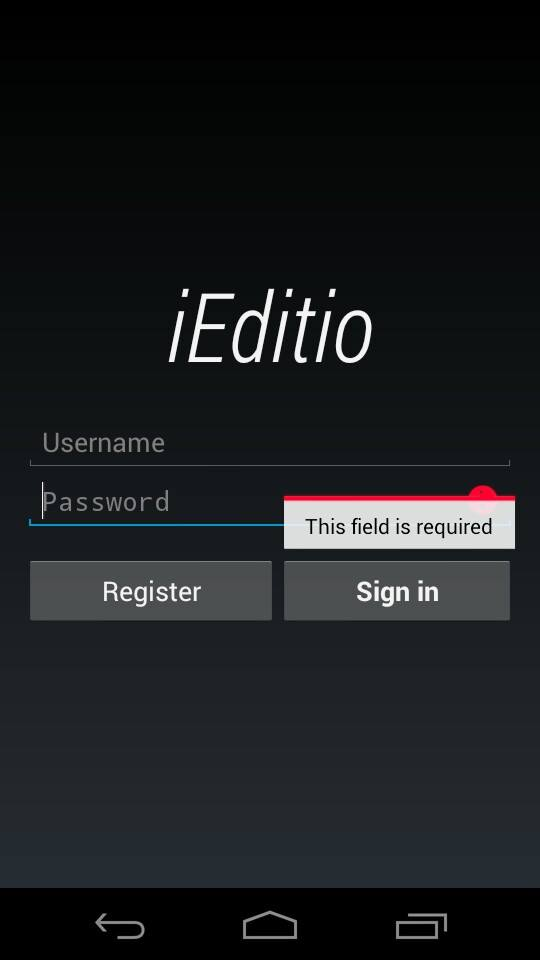 iEditio
Username
Password
This field is required
Register
Sign in